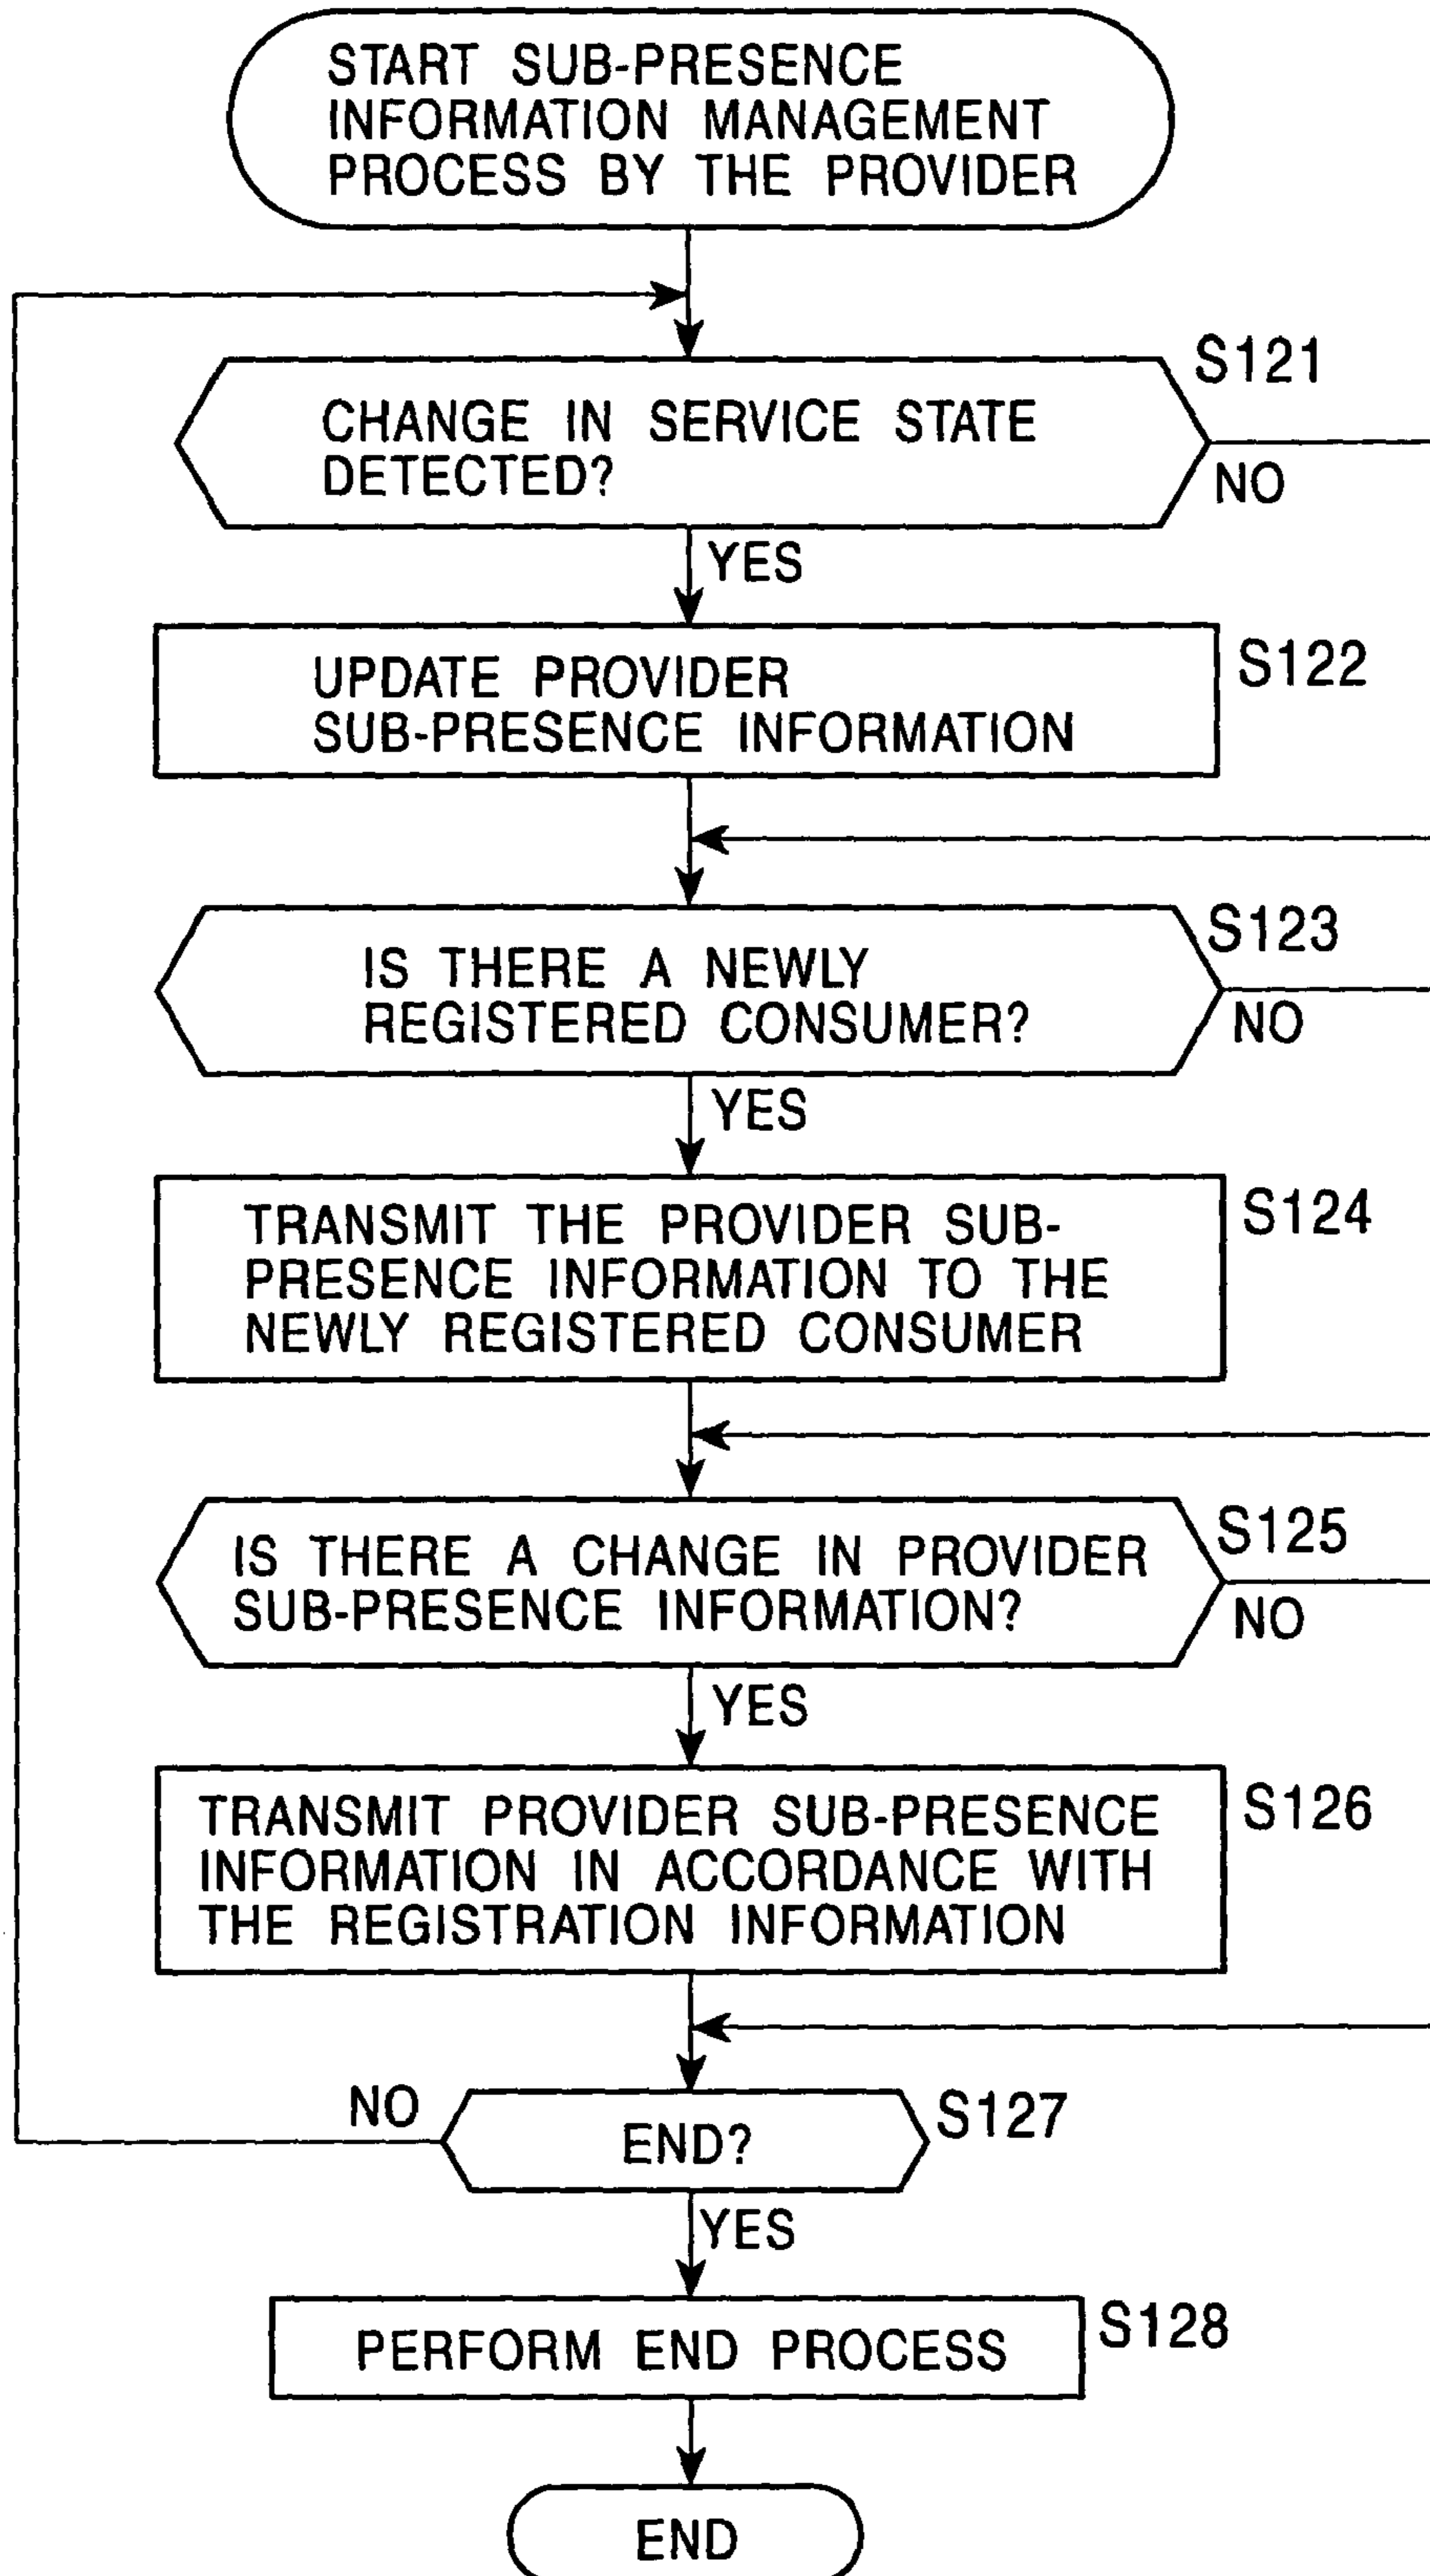 START SUB-PRESENCE
INFORMATION MANAGEMENT
PROCESS BY THE PROVIDER
S121
CHANGE IN SERVICE STATE
DETECTED?
NO
YES
S122
UPDATE PROVIDER
SUB-PRESENCE INFORMATION
S123
IS THERE A NEWLY
REGISTERED CONSUMER?
NO
YES
S124
TRANSMIT THE PROVIDER SUB-
PRESENCE INFORMATION TO THE
NEWLY REGISTERED CONSUMER
S125
IS THERE A CHANGE IN PROVIDER
SUB-PRESENCE INFORMATION?
NO
YES
S126
TRANSMIT PROVIDER SUB-PRESENCE
INFORMATION IN ACCORDANCE WITH
THE REGISTRATION INFORMATION
NO
S127
END?
YES
S128
PERFORM END PROCESS
END